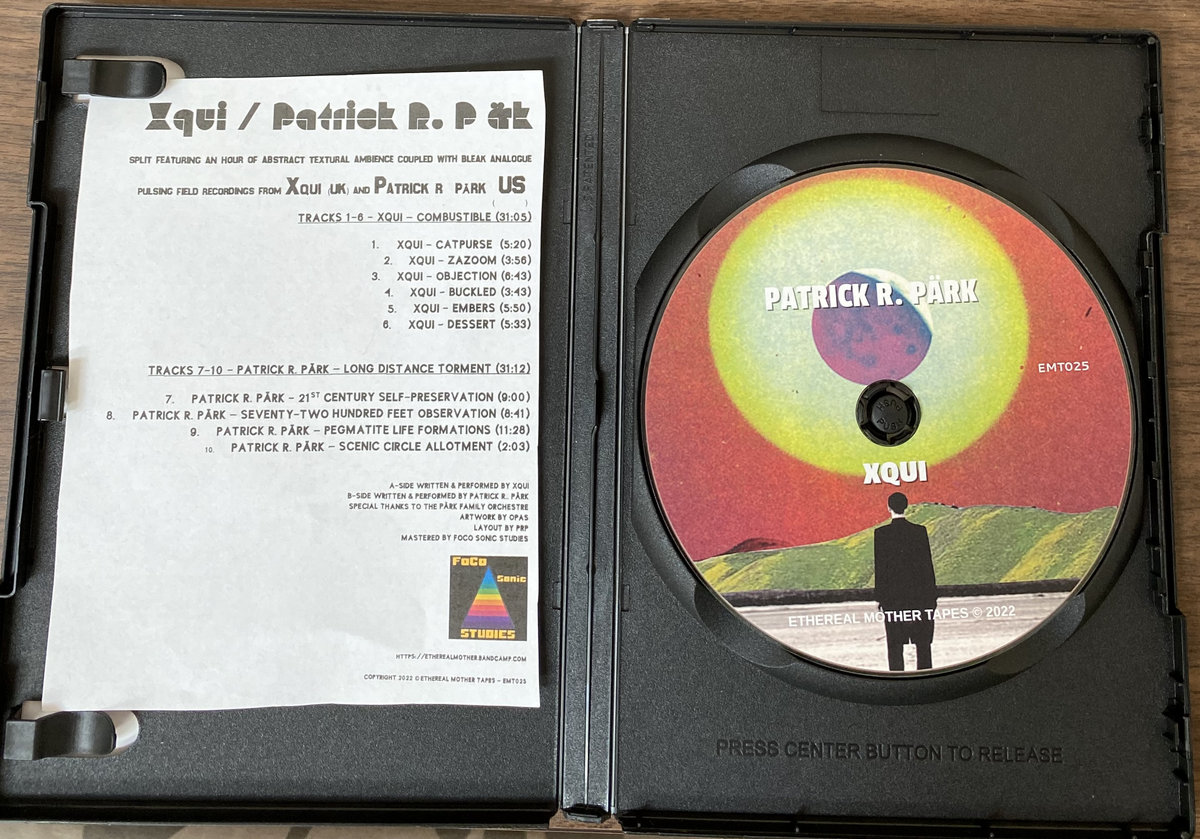 Xqui / Patrick R. P ärk
SPLIT FEATURING AN HOUR OF ABSTRACT TEXTURAL AMBIENCE COUPLED WITH BLEAK ANALOGUE
PULSING FIELD RECORDINGS FROM XQUI (UK) AND PATRICK R PÄRK US
( )
TRACKS 1-6 – XQUI – COMBUSTIBLE (31:05)
1. XQUI – CATPURSE (5:20)
2. XQUI – ZAZOOM (3:56)
3. XQUI – OBJECTION (6:43)
4. XQUI – BUCKLED (3:43)
5. XQUI – EMBERS (5:50)
6. XQUI – DESSERT (5:33)
TRACKS 7-10 – PATRICK R. PÄRK – LONG DISTANCE TORMENT (31:12)
7. PATRICK R. PÄRK – 21ST CENTURY SELF-PRESERVATION (9:00)
8. PATRICK R. PÄRK – SEVENTY-TWO HUNDRED FEET OBSERVATION (8:41)
9. PATRICK R. PÄRK – PEGMATITE LIFE FORMATIONS (11:28)
10. PATRICK R. PÄRK – SCENIC CIRCLE ALLOTMENT (2:03)
A-SIDE WRITTEN & PERFORMED BY XQUI
B-SIDE WRITTEN & PERFORMED BY PATRICK R. PÄRK
SPECIAL THANKS TO THE PÄRK FAMILY ORCHESTRE
ARTWORK BY OPAS
LAYOUT BY PRP
MASTERED BY FOCO SONIC STUDIES
FoCo
Sonic
STUDIES
HTTPS://ETHEREALMOTHER.BANDCAMP.COM
COPYRIGHT 2022 © ETHEREAL MOTHER TAPES – EMT025
PATRICK R. PÄRK
EMT025
PUSH
PUSH
XQUI
ETHEREAL MOTHER TAPES © 2022
PRESS CENTER BUTTON TO RELEASE